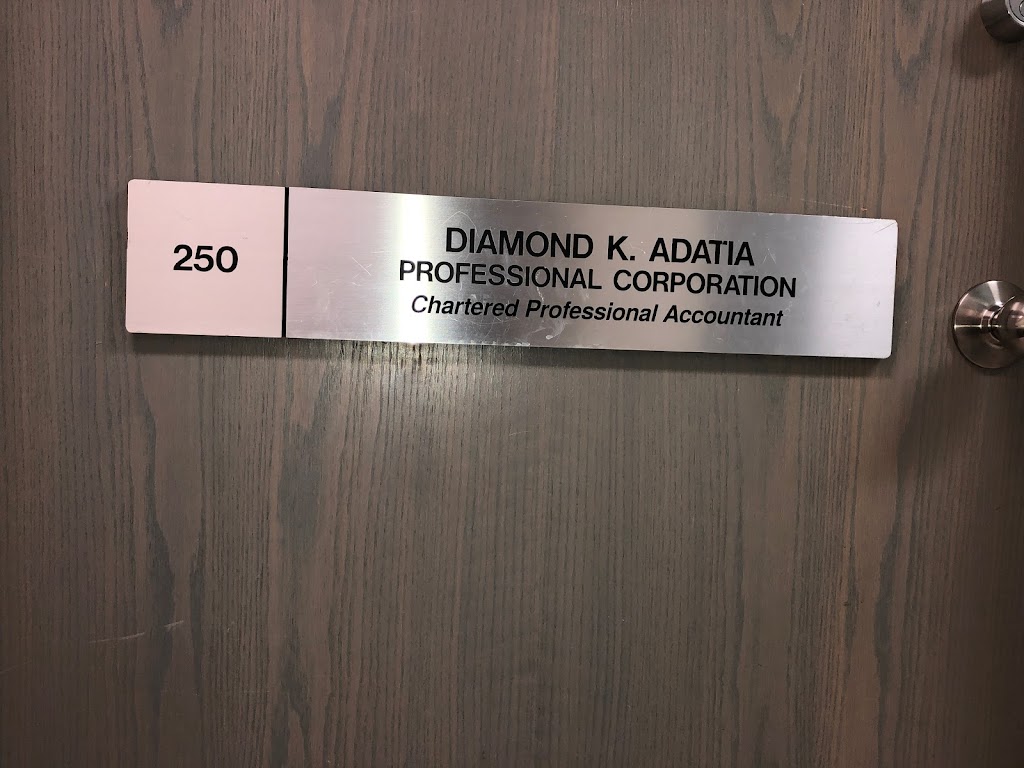 250
DIAMOND K. ADATIA
PROFESSIONAL CORPORATION
Chartered Professional Accountant